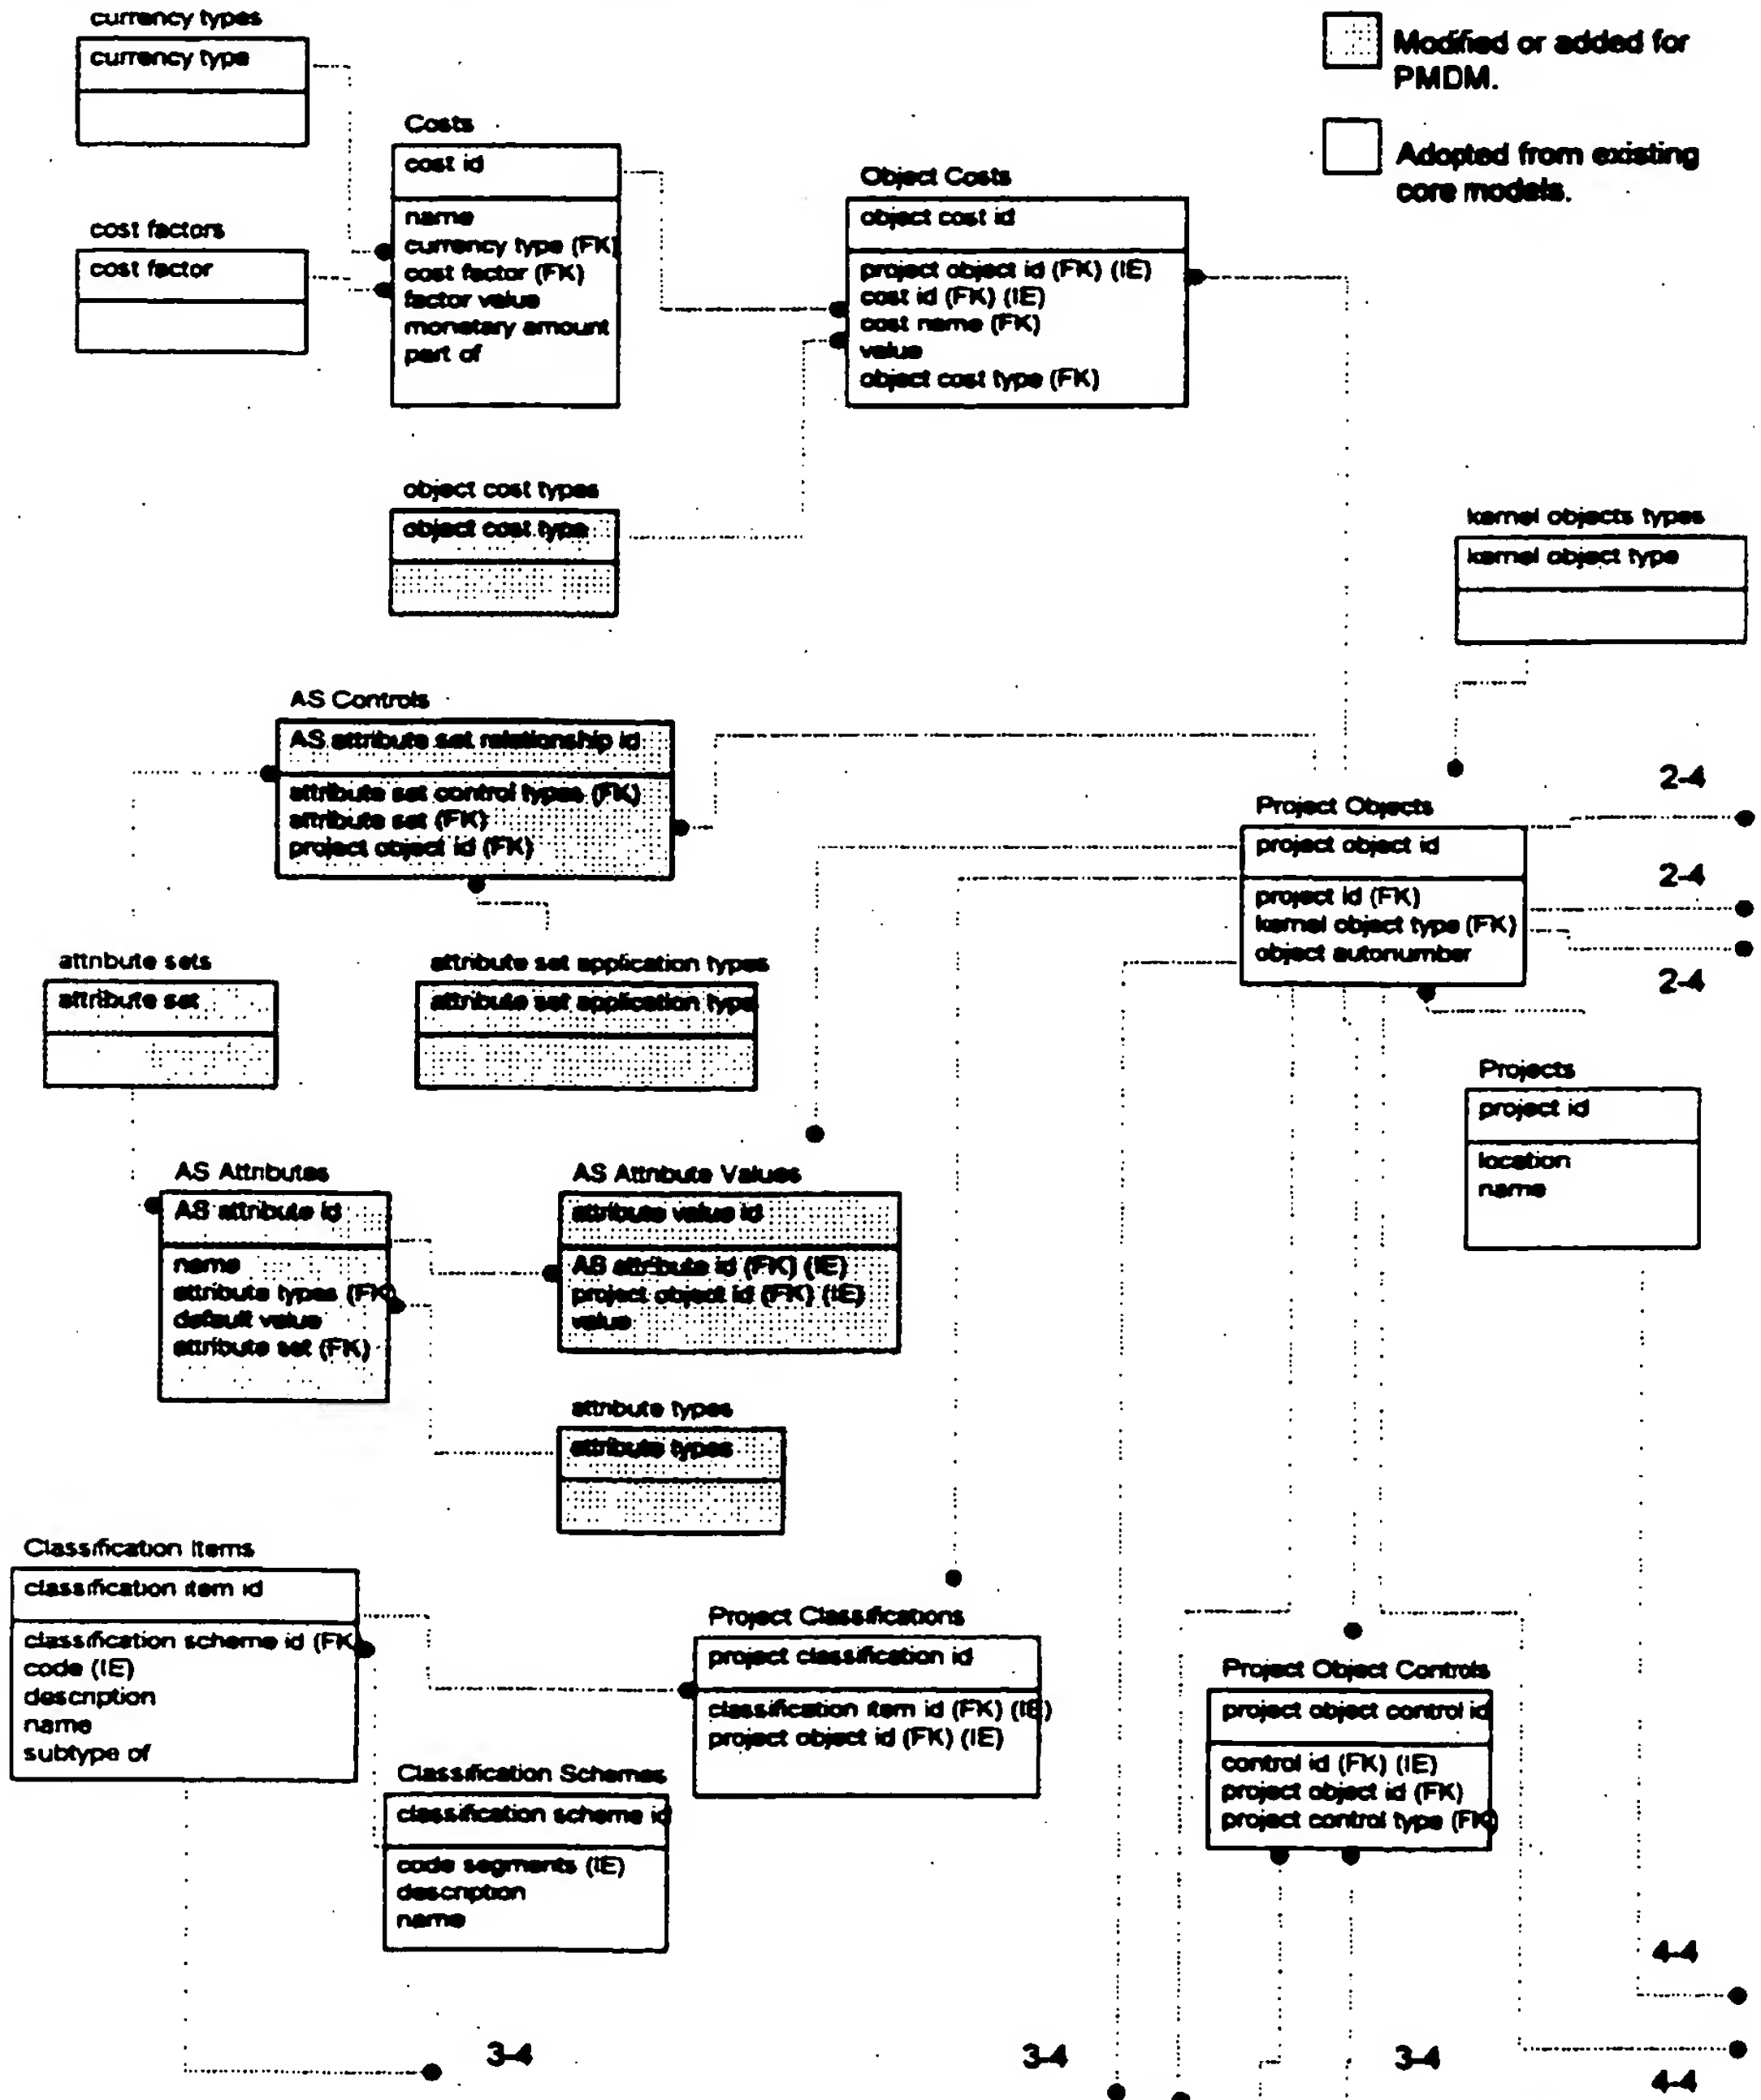 currency types
currency type
Modified or added for
PMDM.
Adopted from existing
core models.
Costs
cost id
name
currency type (FK)
cost factor (FK)
factor value
monetary amount
part of
cost factors
cost factor
Object Costs
object cost id
project object id (FK) (IE)
cost id (FK) (IE)
cost name (FK)
value
object cost type (FK)
object cost types
object cost type
kernel objects types
kernel object type
AS Controls
AS attribute set relationship id
attribute set control types (FK)
attribute set (FK)
project object id (FK)
2-4
Project Objects
project object id
project id (FK)
kernel object type (FK)
object autonumber
2-4
2-4
attribute sets
attribute set
attribute set application types
attribute set application type
Projects
project id
location
name
AS Attributes
AS attribute id
name
attribute types (FK)
default value
attribute set (FK)
AS Attribute Values
attribute value id
AS attribute id (FK) (IE)
project object id (FK) (IE)
value
attribute types
attribute types
Classification Items
classification item id
classification scheme id (FK)
code (IE)
description
name
subtype of
Project Classifications
project classification id
classification item id (FK) (IE)
project object id (FK) (IE)
Project Object Controls
project object control id
control id (FK) (IE)
project object id (FK)
project control type (FK)
Classification Schemes
classification scheme id
code segments (IE)
description
name
4-4
3-4
3-4
3-4
4-4